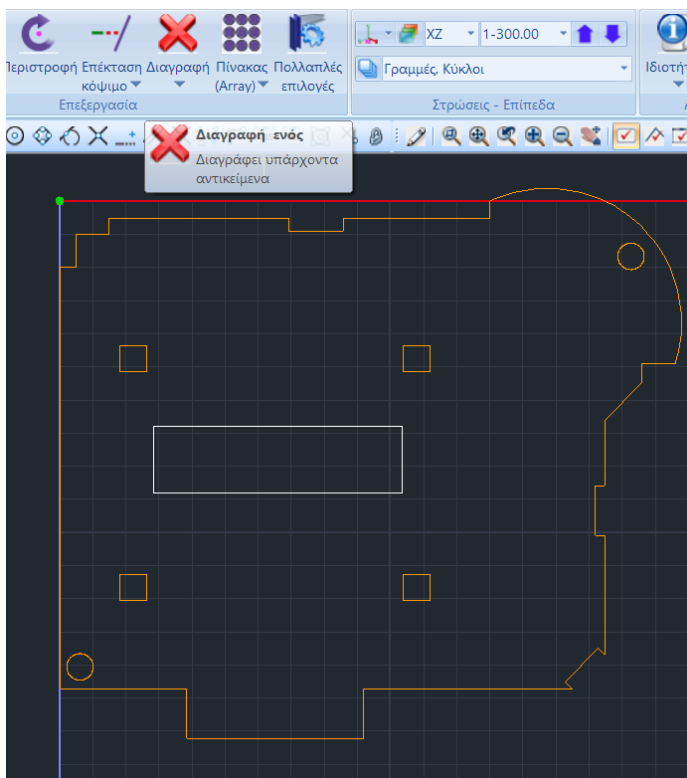 Περιστροφή Επέκταση Διαγραφή Πίνακας Πολλαπλές
κόψιμο (Array) επιλογές
Επεξεργασία
XZ 1-300.00
Γραμμές, Κύκλοι
Στρώσεις - Επίπεδα
Διαγραφή ενός
Διαγράφει υπάρχοντα
αντικείμενα